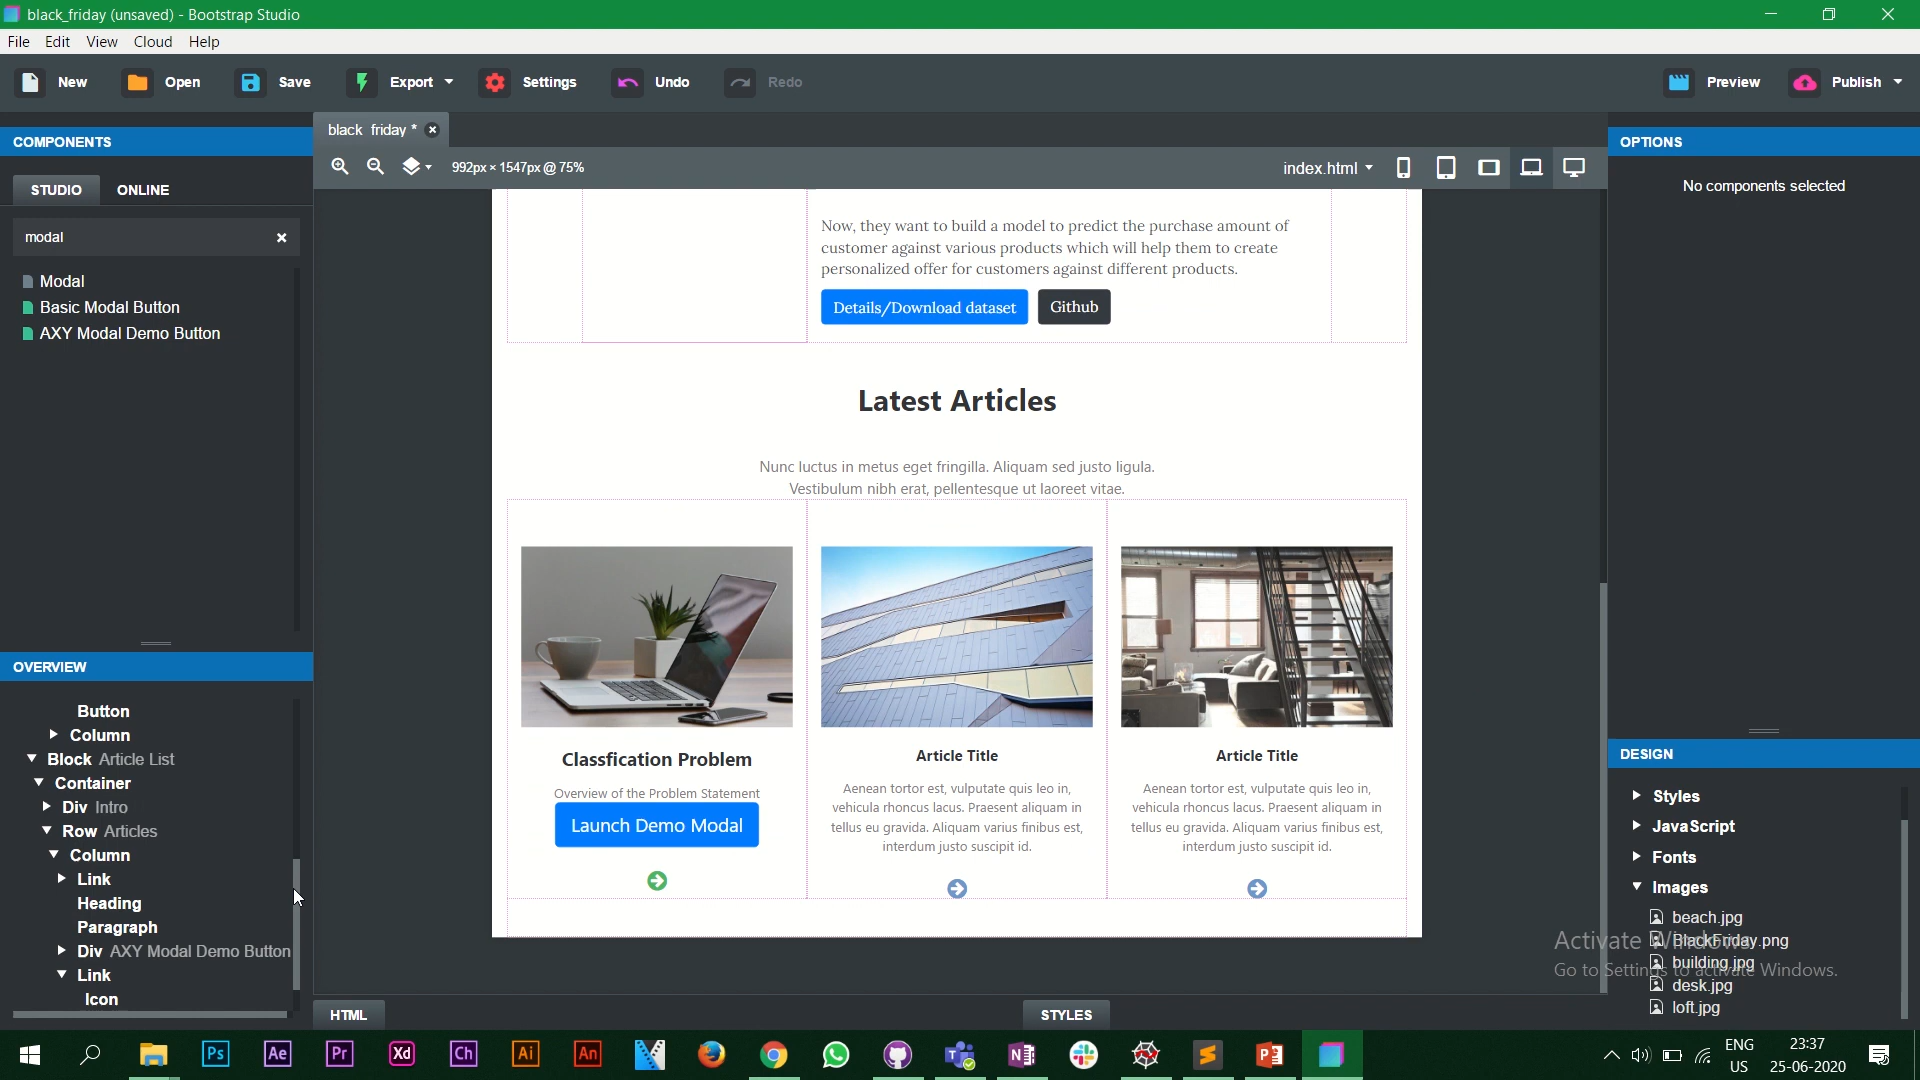 black_friday (unsaved) - Bootstrap Studio
File Edit View Cloud Help
New Open Save Export Settings Undo Redo Preview Publish
COMPONENTS
black friday *
OPTIONS
992px × 1547px @ 75%
index.html
STUDIO ONLINE
No components selected
modal
Modal
Basic Modal Button
AXY Modal Demo Button
Now, they want to build a model to predict the purchase amount of
customer against various products which will help them to create
personalized offer for customers against different products.
Details/Download dataset Github
Latest Articles
Nunc luctus in metus eget fringilla. Aliquam sed justo ligula.
Vestibulum nibh erat, pellentesque ut laoreet vitae.
Classfication Problem
Overview of the Problem Statement
Launch Demo Modal
Article Title
Aenean tortor est, vulputate quis leo in,
vehicula rhoncus lacus. Praesent aliquam in
tellus eu gravida. Aliquam varius finibus est,
interdum justo suscipit id.
Article Title
Aenean tortor est, vulputate quis leo in,
vehicula rhoncus lacus. Praesent aliquam in
tellus eu gravida. Aliquam varius finibus est,
interdum justo suscipit id.
OVERVIEW
Button
Column
Block Article List
Container
Div Intro
Row Articles
Column
Link
Heading
Paragraph
Div AXY Modal Demo Button
Link
Icon
DESIGN
Styles
JavaScript
Fonts
Images
beach.jpg
BlackFriday.png
building.jpg
desk.jpg
loft.jpg
Activate Windows
Go to Settings to activate Windows.
HTML
STYLES
Ps Ae Pr Xd Ch Ai An
ENG
US
23:37
25-06-2020